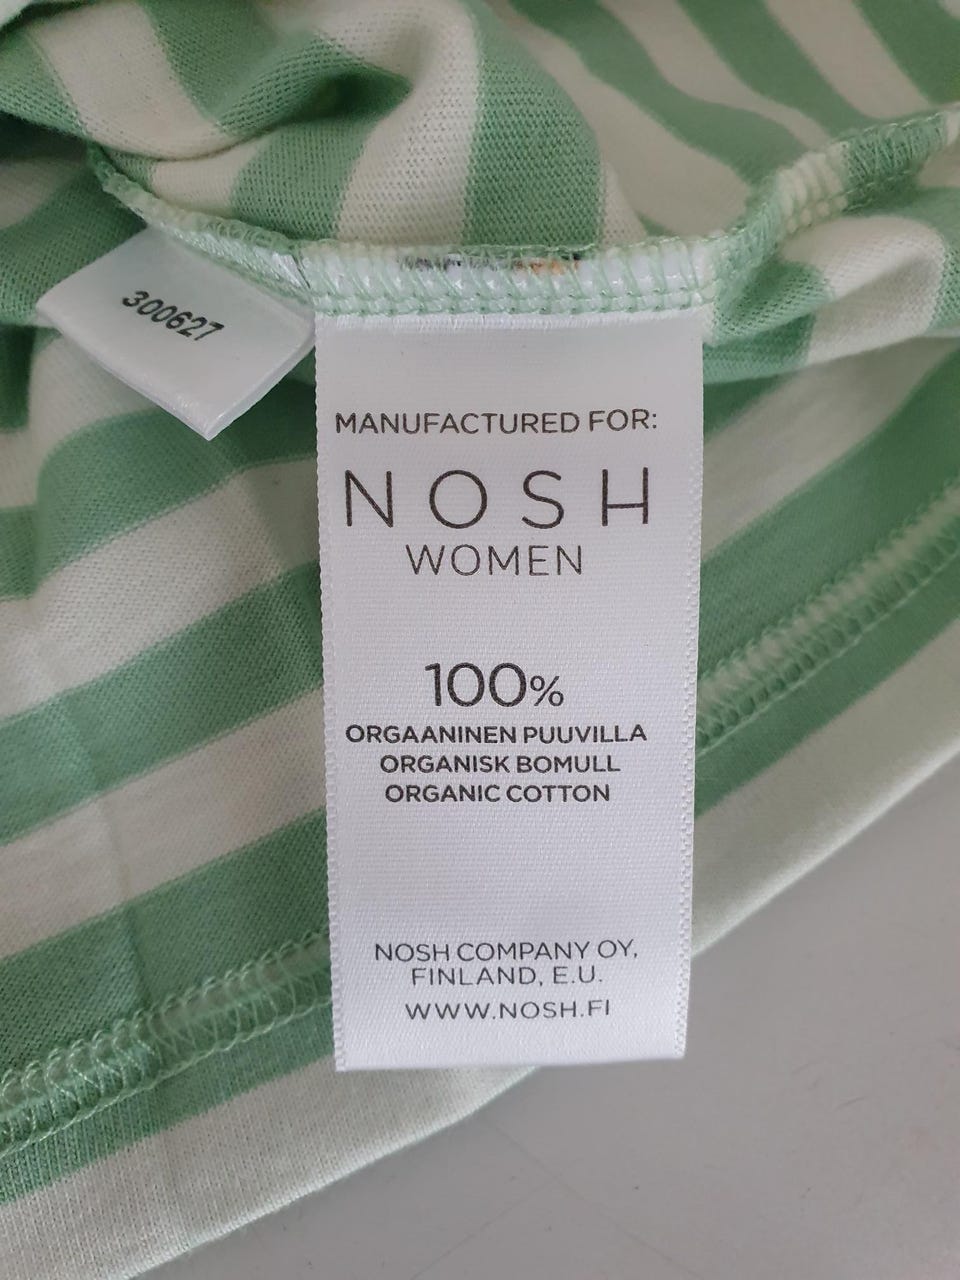 300627
MANUFACTURED FOR:
NOSH
WOMEN
100%
ORGAANINEN PUUVILLA
ORGANISK BOMULL
ORGANIC COTTON
NOSH COMPANY OY,
FINLAND, E.U.
WWW.NOSH.FI